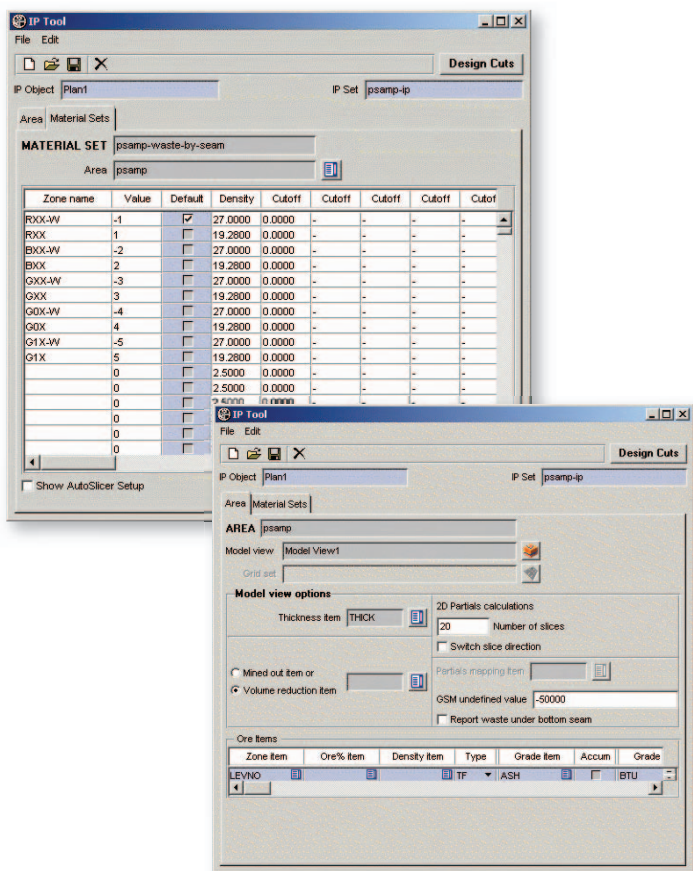 IP Tool
File Edit
Design Cuts
IP Object Plan1 IP Set psamp-ip
Area Material Sets
MATERIAL SET psamp-waste-by-seam
Area psamp
Zone name Value Default Density Cutoff Cutoff Cutoff Cutoff Cutof
RXX-W -1 27.0000 0.0000 - - - -
RXX 1 19.2800 0.0000 - - - -
BXX-W -2 27.0000 0.0000 - - - -
BXX 2 19.2800 0.0000 - - - -
GXX-W -3 27.0000 0.0000 - - - -
GXX 3 19.2800 0.0000 - - - -
G0X-W -4 27.0000 0.0000 - - - -
G0X 4 19.2800 0.0000 - - - -
G1X-W -5 27.0000 0.0000 - - - -
G1X 5 19.2800 0.0000 - - - -
0 2.5000 0.0000 - - - -
0 2.5000 0.0000 - - - -
0 2.5000 0.0000 - - - -
0
0
0
Show AutoSlicer Setup
IP Tool
File Edit
Design Cuts
IP Object Plan1 IP Set psamp-ip
Area Material Sets
AREA psamp
Model view Model View1
Grid set
Model view options
Thickness item THICK
2D Partials calculations
20 Number of slices
Switch slice direction
Mined out item or
Volume reduction item
Partials mapping item
GSM undefined value -50000
Report waste under bottom seam
Ore Items
Zone item Ore% item Density item Type Grade item Accum Grade
LEVNO TF ASH BTU